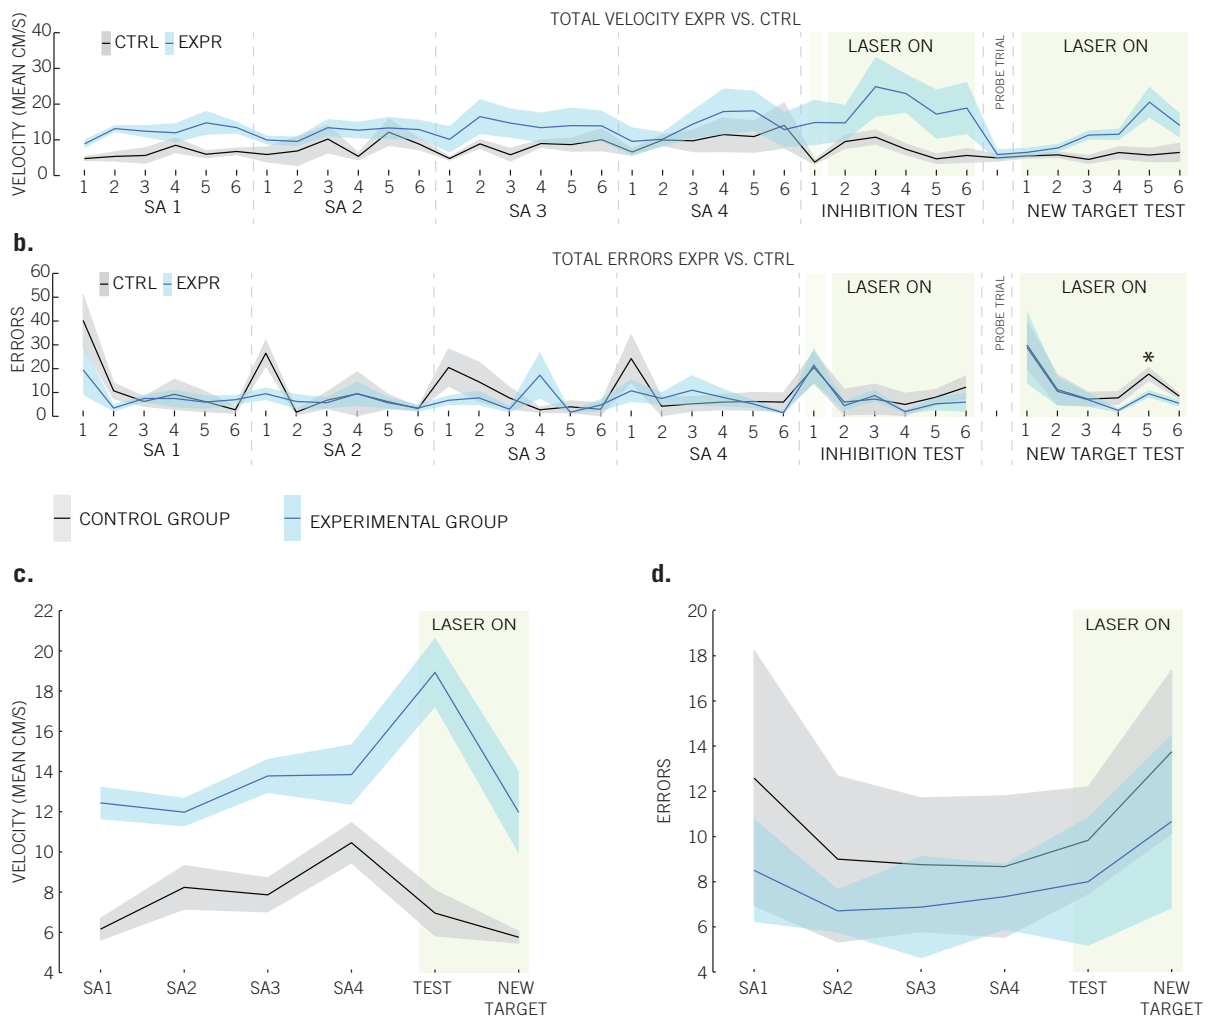 TOTAL VELOCITY EXPR VS. CTRL
VELOCITY (MEAN CM/S)
40
30
20
10
0
CTRL EXPR
LASER ON
PROBE TRIAL
LASER ON
1 2 3 4 5 6 1 2 3 4 5 6 1 2 3 4 5 6 1 2 3 4 5 6 1 2 3 4 5 6 1 2 3 4 5 6
SA 1 SA 2 SA 3 SA 4 INHIBITION TEST NEW TARGET TEST
b.
TOTAL ERRORS EXPR VS. CTRL
ERRORS
60
50
40
30
20
10
0
CTRL EXPR
LASER ON
PROBE TRIAL
LASER ON
*
1 2 3 4 5 6 1 2 3 4 5 6 1 2 3 4 5 6 1 2 3 4 5 6 1 2 3 4 5 6 1 2 3 4 5 6
SA 1 SA 2 SA 3 SA 4 INHIBITION TEST NEW TARGET TEST
CONTROL GROUP EXPERIMENTAL GROUP
c.
VELOCITY (MEAN CM/S)
22
20
18
16
14
12
10
8
6
4
LASER ON
SA1 SA2 SA3 SA4 TEST NEW
TARGET
d.
ERRORS
20
18
16
14
12
10
8
6
4
LASER ON
SA1 SA2 SA3 SA4 TEST NEW
TARGET